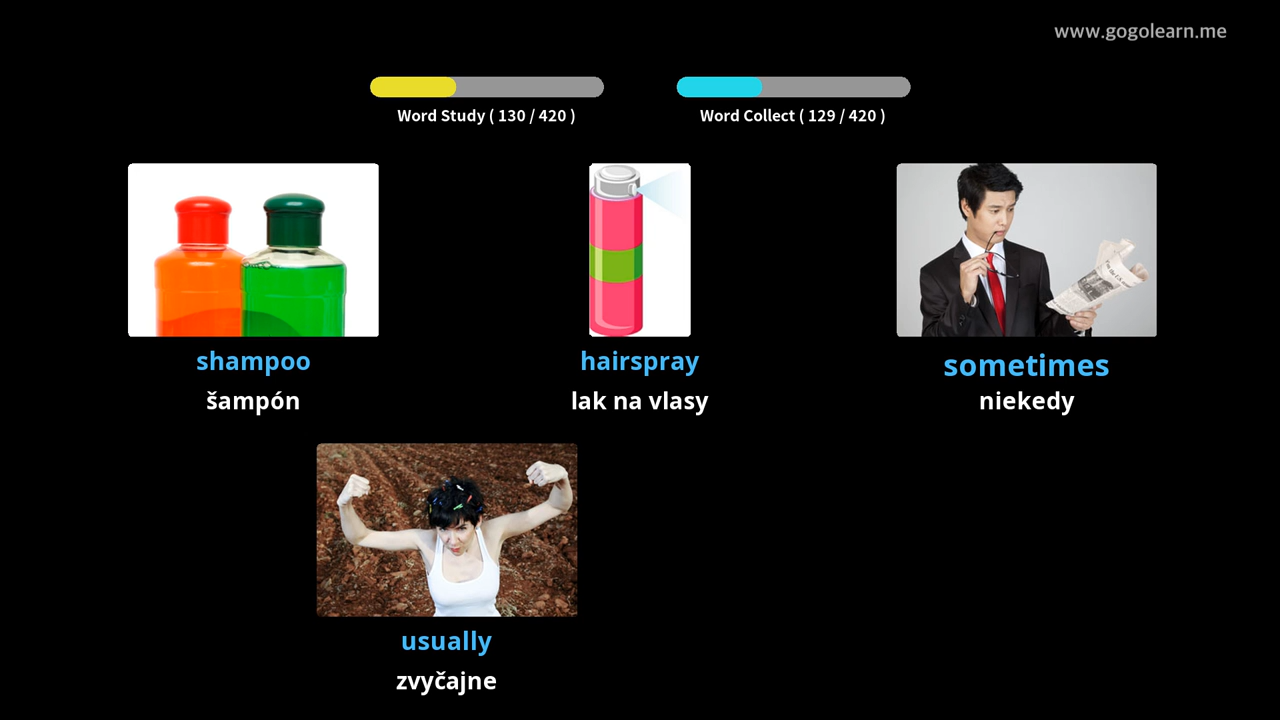 www.gogolearn.me
Word Study ( 130 / 420 )
Word Collect ( 129 / 420 )
shampoo
šampón
hairspray
lak na vlasy
sometimes
niekedy
usually
zvyčajne